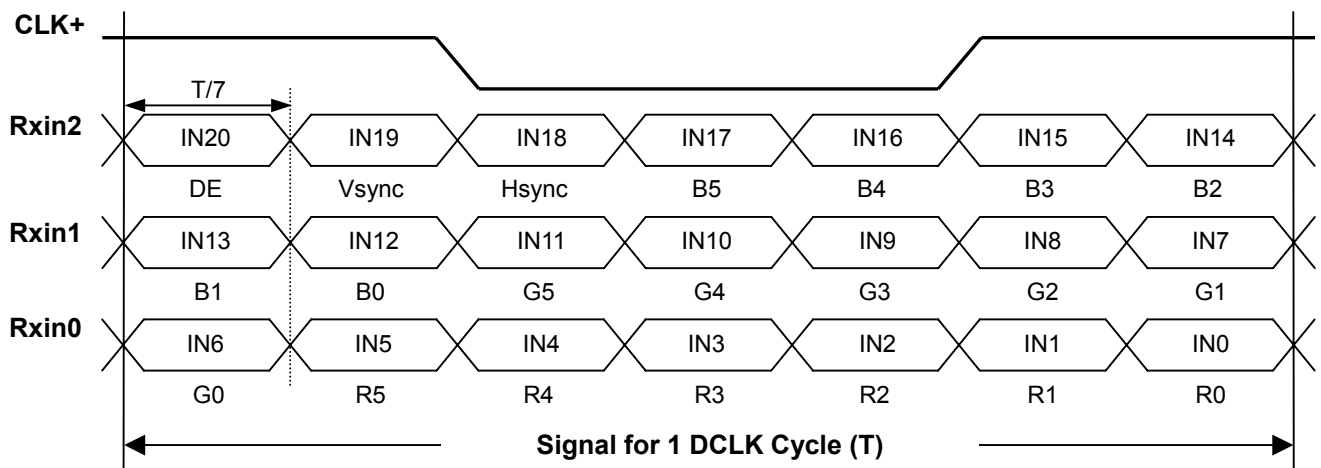 CLK+
T/7
Rxin2 IN20 IN19 IN18 IN17 IN16 IN15 IN14
DE Vsync Hsync B5 B4 B3 B2
Rxin1 IN13 IN12 IN11 IN10 IN9 IN8 IN7
B1 B0 G5 G4 G3 G2 G1
Rxin0 IN6 IN5 IN4 IN3 IN2 IN1 IN0
G0 R5 R4 R3 R2 R1 R0
Signal for 1 DCLK Cycle (T)